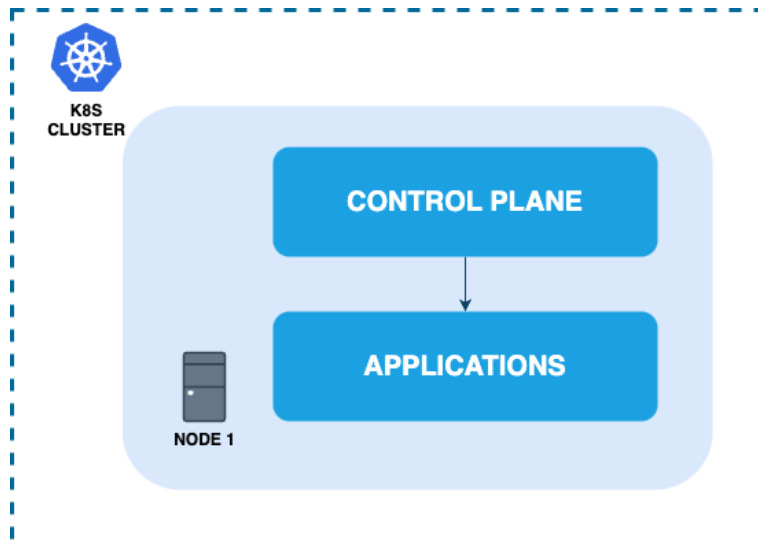 K8S
CLUSTER
CONTROL PLANE
APPLICATIONS
NODE 1